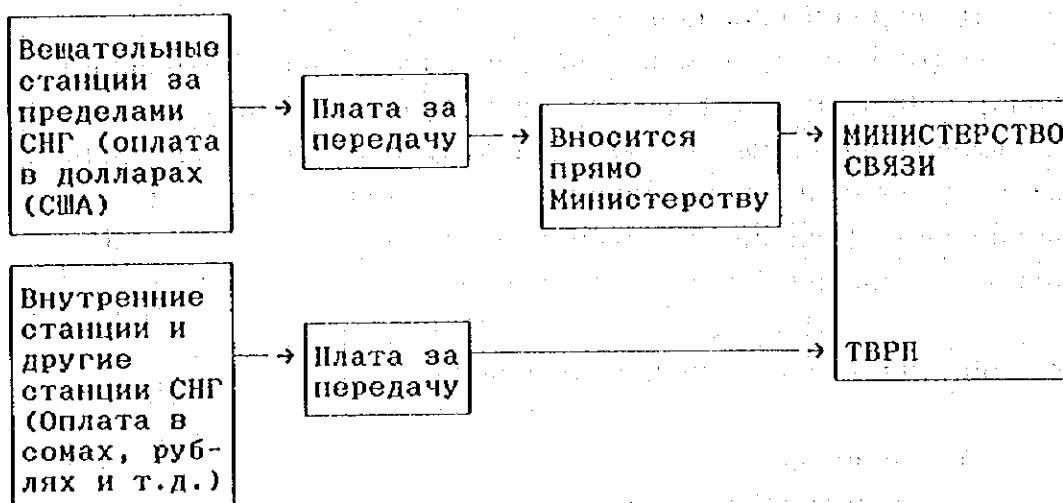 Вещательные
станции за
пределами
СНГ (оплата
в долларах
(США)
Плата за
передачу
Вносится
прямо
Министерству
МИНИСТЕРСТВО
СВЯЗИ
Внутренние
станции и
другие
станции СНГ
(Оплата в
сомах, руб-
лях и т.д.)
Плата за
передачу
ТВРП